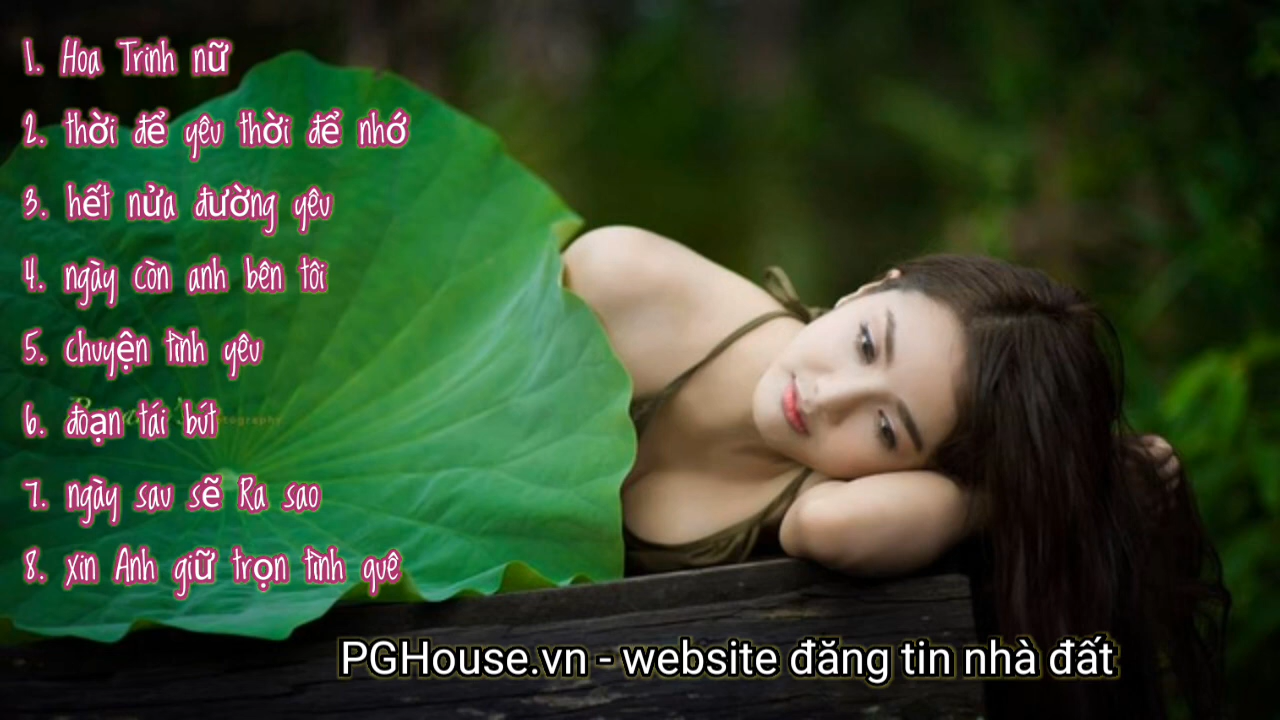 1. Hoa Trinh nữ
2. thời để yêu thời để nhớ
3. hết nửa đường yêu
4. ngày còn anh bên tôi
5. chuyện tình yêu
6. đoạn tái bút
7. ngày sau sẽ Ra sao
8. xin Anh giữ trọn tình quê
PGHouse.vn - website đăng tin nhà đất